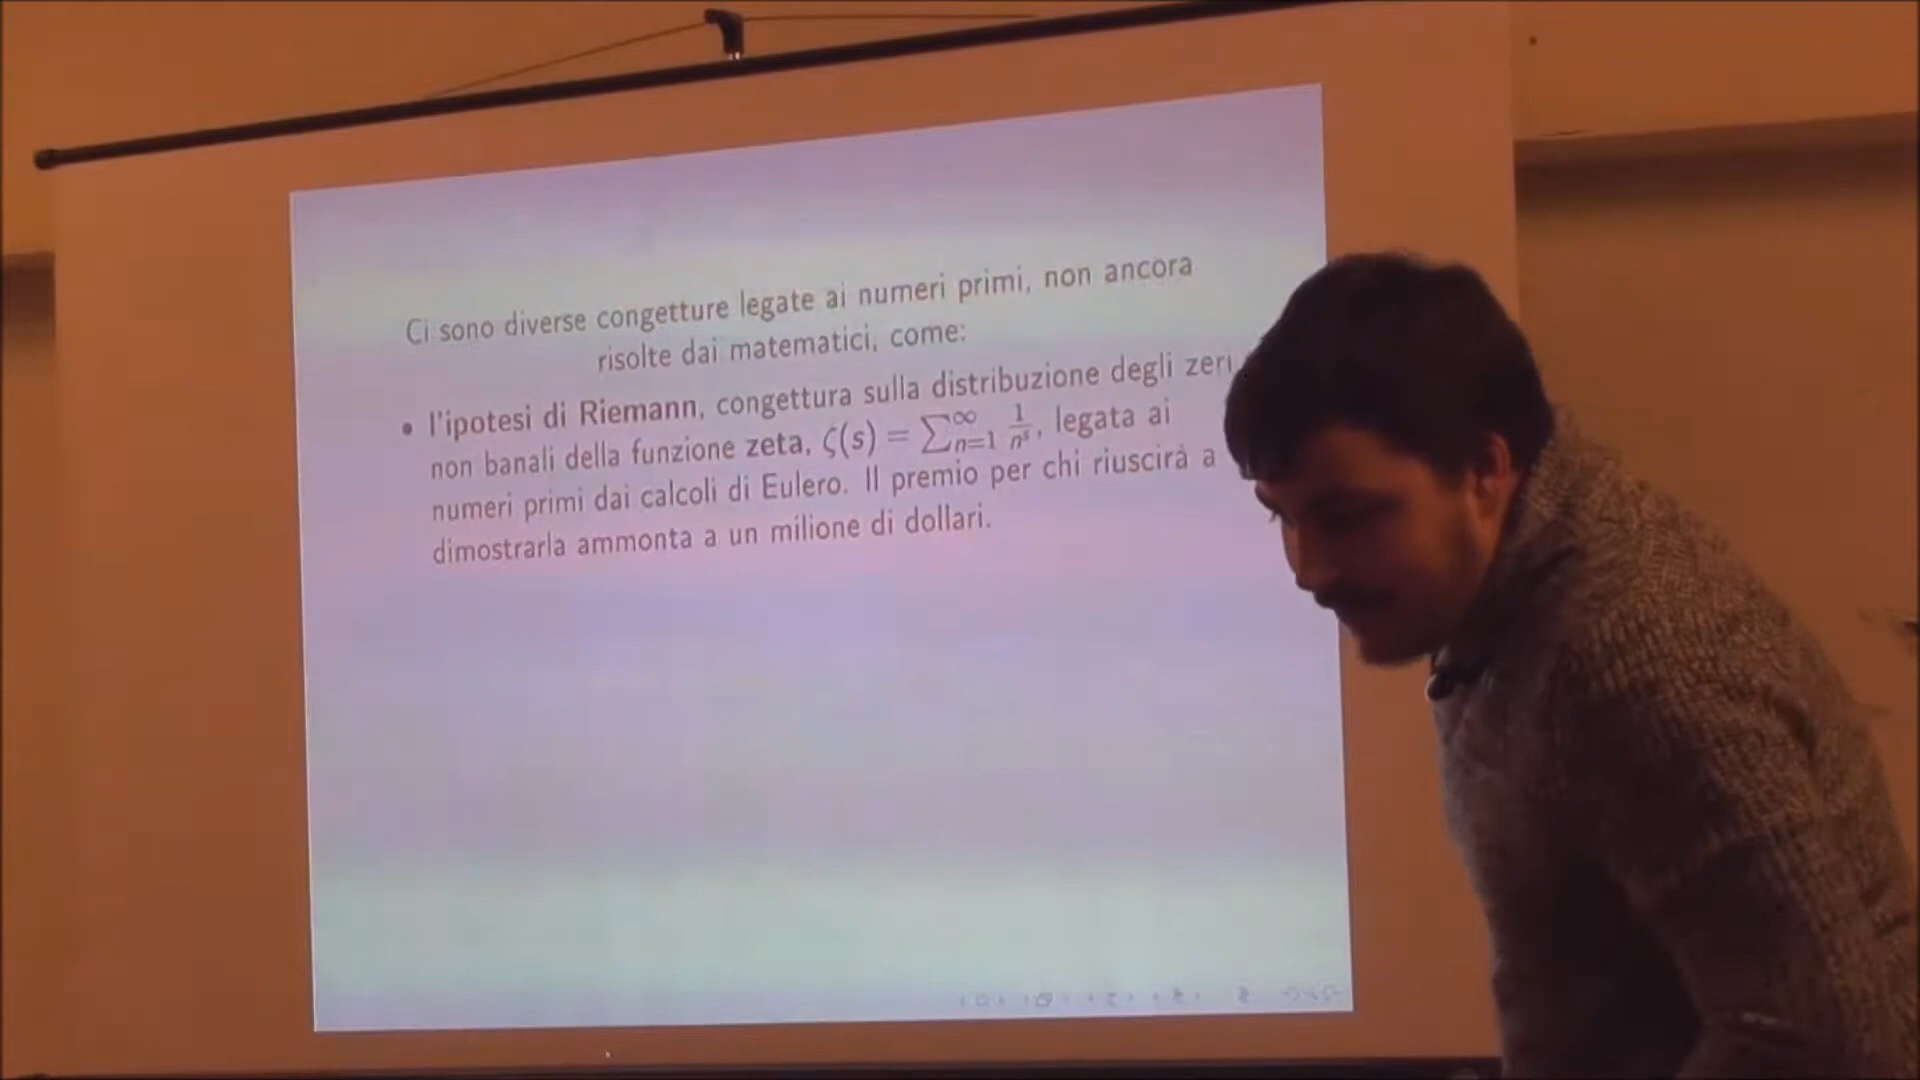 Ci sono diverse congetture legate ai numeri primi, non ancora
risolte dai matematici, come:
• l'ipotesi di Riemann, congettura sulla distribuzione degli zeri
non banali della funzione zeta, ζ(s) = ∑_{n=1}^{∞} 1/n^s, legata ai
numeri primi dai calcoli di Eulero. Il premio per chi riuscirà a
dimostrarla ammonta a un milione di dollari.